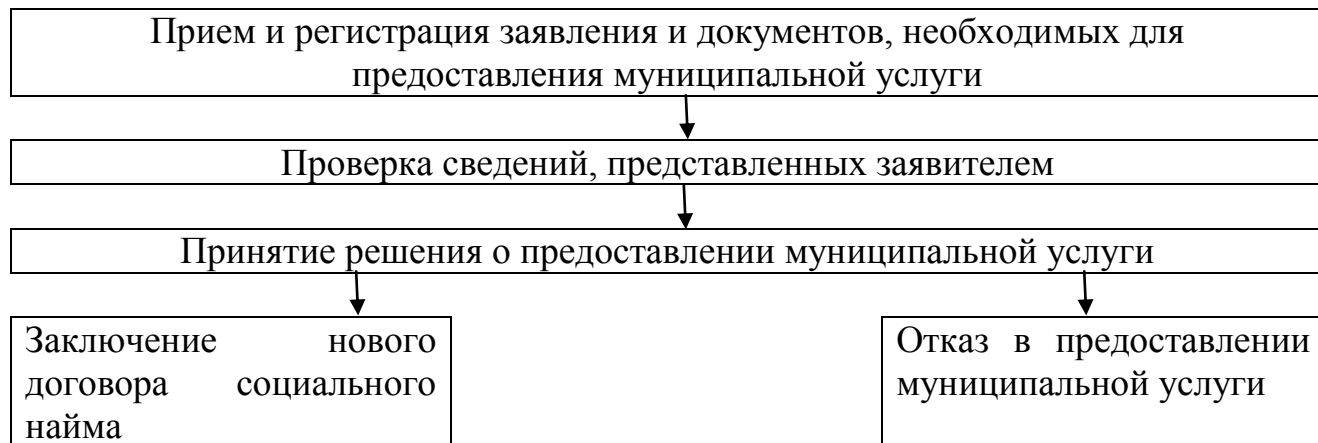 Прием и регистрация заявления и документов, необходимых для
предоставления муниципальной услуги
Проверка сведений, представленных заявителем
Принятие решения о предоставлении муниципальной услуги
Заключение нового
договора социального
найма
Отказ в предоставлении
муниципальной услуги